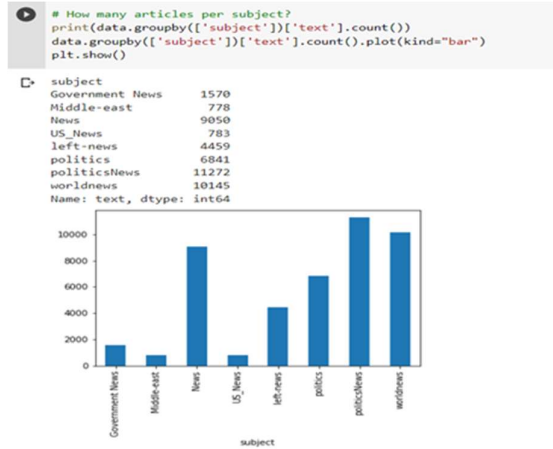 # How many articles per subject?
print(data.groupby(['subject'])['text'].count())
data.groupby(['subject'])['text'].count().plot(kind="bar")
plt.show()
subject
Government News 1570
Middle-east 778
News 9050
US_News 783
left-news 4459
politics 6841
politicsNews 11272
worldnews 10145
Name: text, dtype: int64
10000
8000
6000
4000
2000
0
Government News
Middle-east
News
US_News
left-news
politics
politicsNews
worldnews
subject